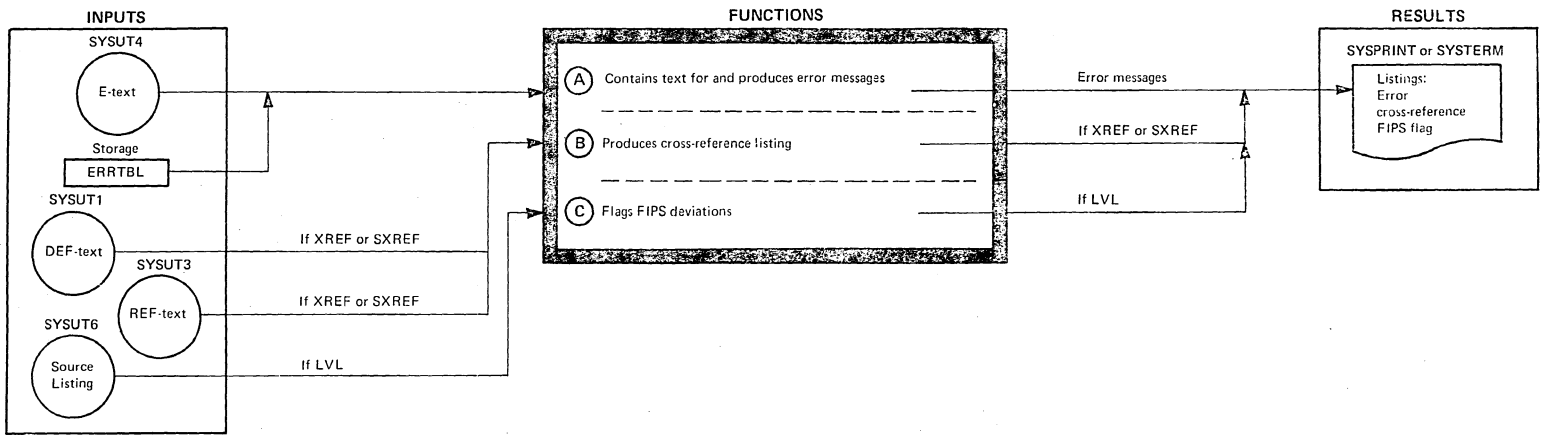 INPUTS
SYSUT4
E-text
Storage
ERRTBL
SYSUT1
DEF-text
SYSUT3
REF-text
SYSUT6
Source
Listing
If XREF or SXREF
If XREF or SXREF
If LVL
FUNCTIONS
A Contains text for and produces error messages
B Produces cross-reference listing
C Flags FIPS deviations
Error messages
If XREF or SXREF
If LVL
RESULTS
SYSPRINT or SYSTERM
Listings:
Error
cross-reference
FIPS flag